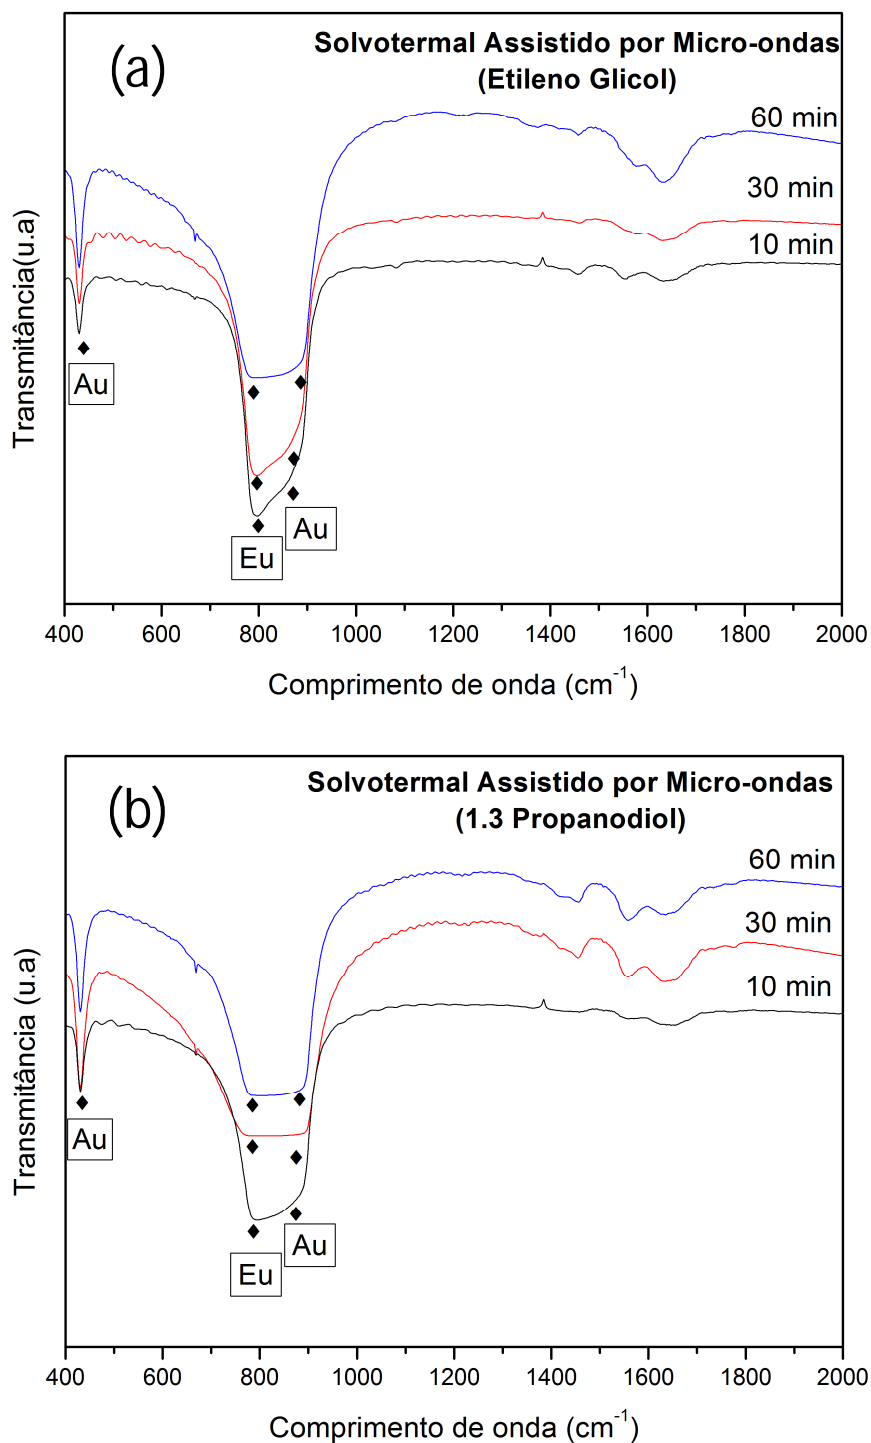 (a)
Solvotermal Assistido por Micro-ondas
(Etileno Glicol)
60 min
30 min
10 min
Transmitância(u.a)
Au
Au
Eu
400 600 800 1000 1200 1400 1600 1800 2000
Comprimento de onda (cm⁻¹)
(b)
Solvotermal Assistido por Micro-ondas
(1.3 Propanodiol)
60 min
30 min
10 min
Transmitância (u.a)
Au
Au
Eu
400 600 800 1000 1200 1400 1600 1800 2000
Comprimento de onda (cm⁻¹)